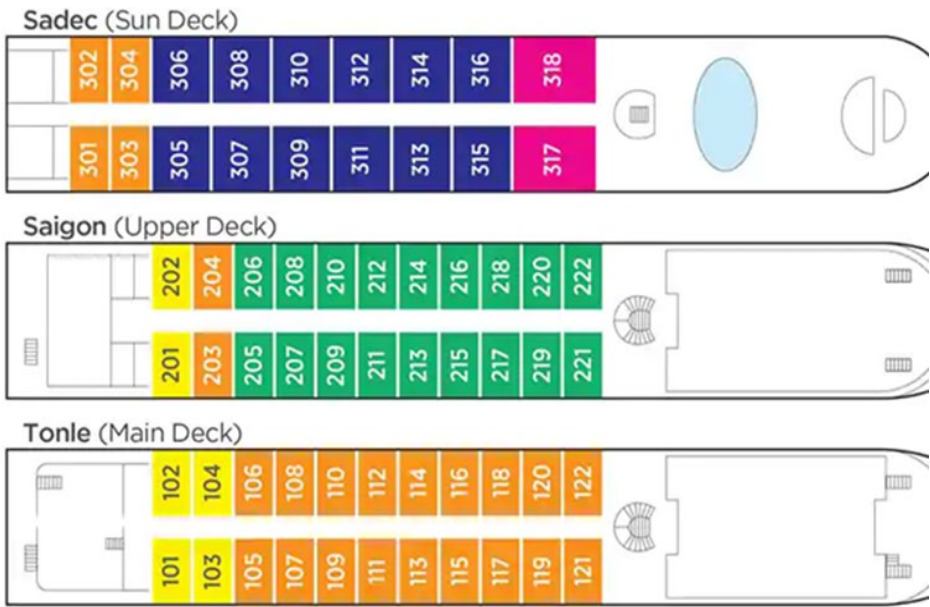 Sadec (Sun Deck)
302 304 306 308 310 312 314 316 318
301 303 305 307 309 311 313 315 317
Saigon (Upper Deck)
202 204 206 208 210 212 214 216 218 220 222
201 203 205 207 209 211 213 215 217 219 221
Tonle (Main Deck)
102 104 106 108 110 112 114 116 118 120 122
101 103 105 107 109 111 113 115 117 119 121